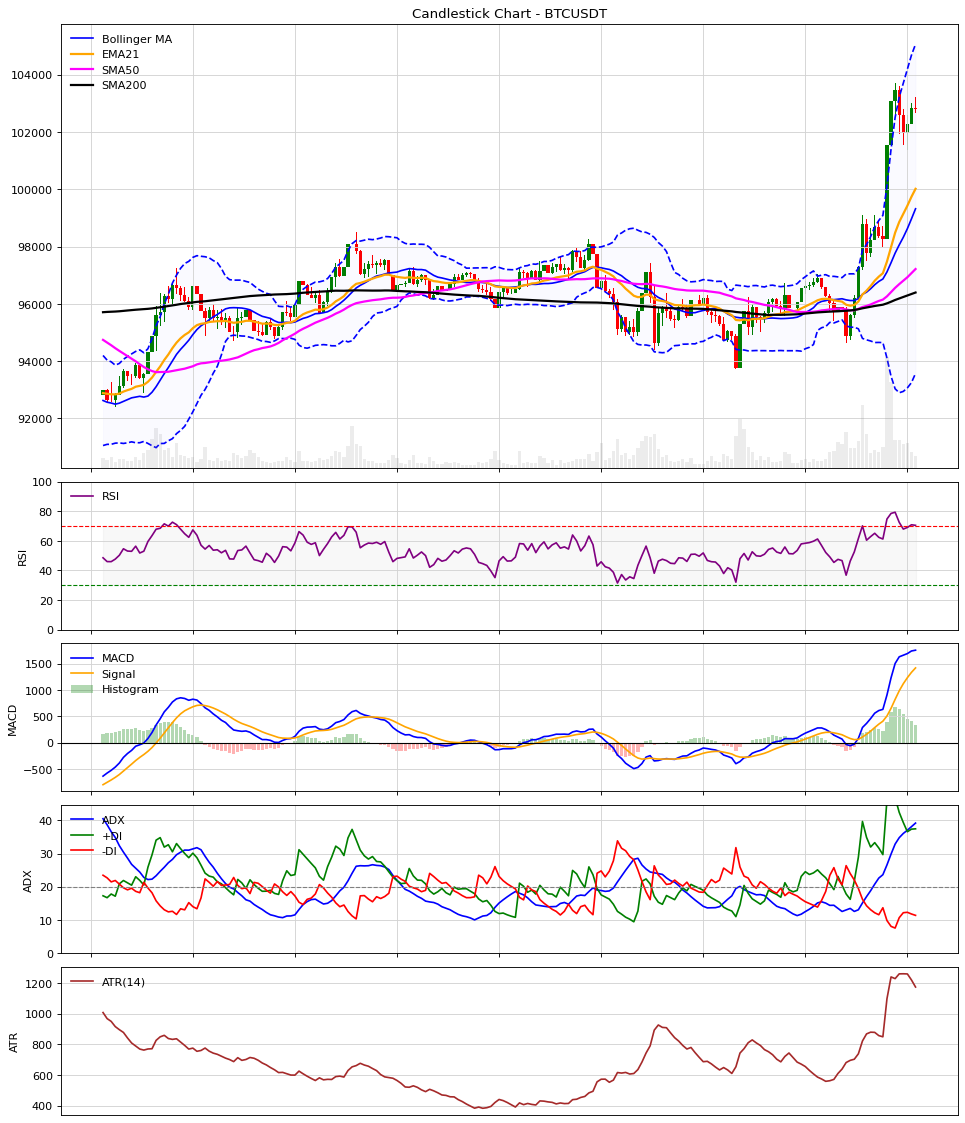 Candlestick Chart - BTCUSDT
Bollinger MA
EMA21
SMA50
SMA200
104000
102000
100000
98000
96000
94000
92000
RSI
100
80
60
40
20
0
RSI
MACD
Signal
Histogram
1500
1000
500
0
−500
MACD
ADX
+DI
-DI
40
30
20
10
0
ADX
ATR(14)
1200
1000
800
600
400
ATR